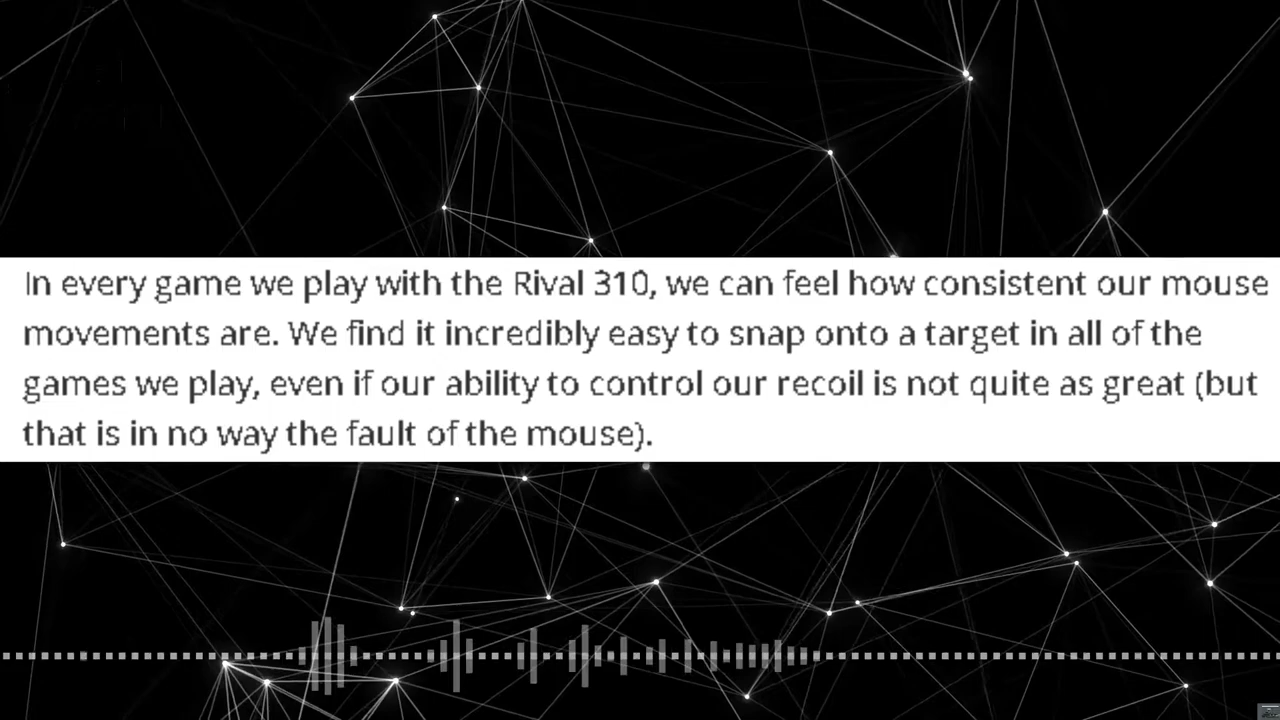 In every game we play with the Rival 310, we can feel how consistent our mouse
movements are. We find it incredibly easy to snap onto a target in all of the
games we play, even if our ability to control our recoil is not quite as great (but
that is in no way the fault of the mouse).